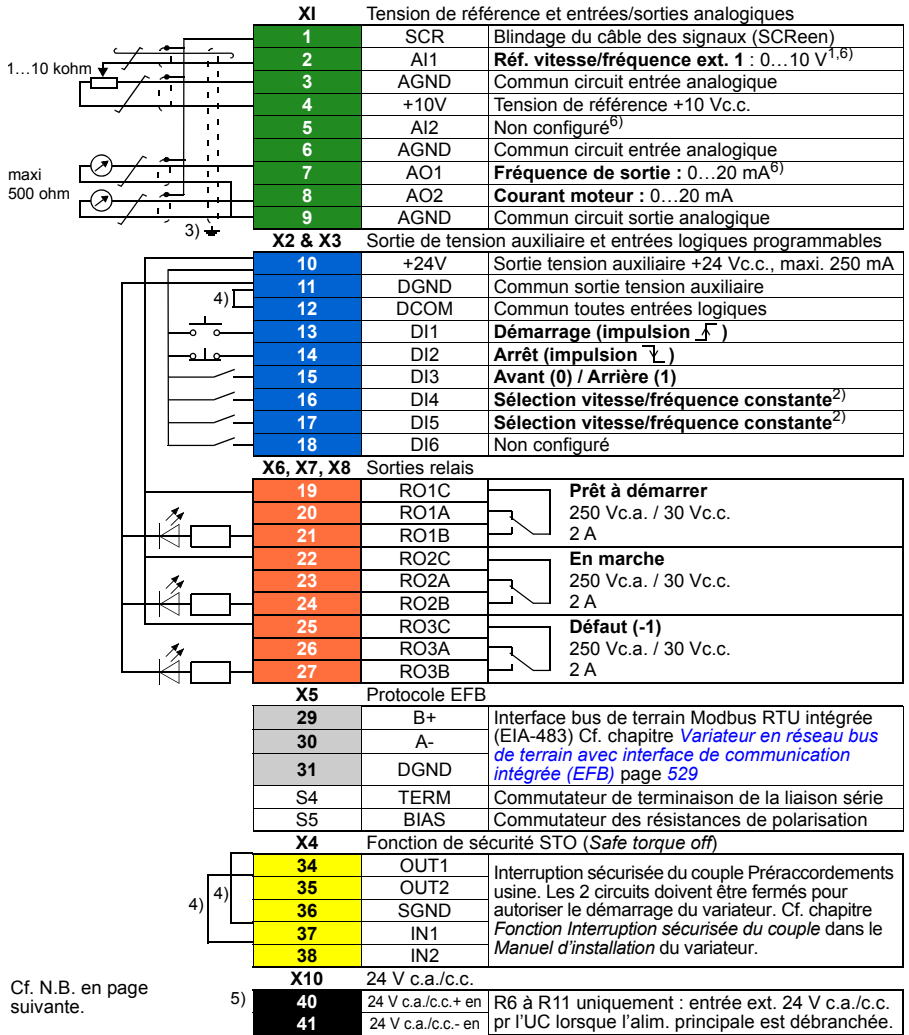 XI Tension de référence et entrées/sorties analogiques
1 SCR Blindage du câble des signaux (SCReen)
1…10 kohm 2 AI1 Réf. vitesse/fréquence ext. 1 : 0…10 V1,6)
3 AGND Commun circuit entrée analogique
4 +10V Tension de référence +10 Vc.c.
5 AI2 Non configuré6)
6 AGND Commun circuit entrée analogique
maxi 7 AO1 Fréquence de sortie : 0…20 mA6)
500 ohm 8 AO2 Courant moteur : 0…20 mA
9 AGND Commun circuit sortie analogique
3)
X2 & X3 Sortie de tension auxiliaire et entrées logiques programmables
10 +24V Sortie tension auxiliaire +24 Vc.c., maxi. 250 mA
11 DGND Commun sortie tension auxiliaire
4) 12 DCOM Commun toutes entrées logiques
13 DI1 Démarrage (impulsion )
14 DI2 Arrêt (impulsion )
15 DI3 Avant (0) / Arrière (1)
16 DI4 Sélection vitesse/fréquence constante2)
17 DI5 Sélection vitesse/fréquence constante2)
18 DI6 Non configuré
X6, X7, X8 Sorties relais
19 RO1C Prêt à démarrer
20 RO1A 250 Vc.a. / 30 Vc.c.
21 RO1B 2 A
22 RO2C En marche
23 RO2A 250 Vc.a. / 30 Vc.c.
24 RO2B 2 A
25 RO3C Défaut (-1)
26 RO3A 250 Vc.a. / 30 Vc.c.
27 RO3B 2 A
X5 Protocole EFB
29 B+ Interface bus de terrain Modbus RTU intégrée
30 A- (EIA-483) Cf. chapitre Variateur en réseau bus
de terrain avec interface de communication
31 DGND intégrée (EFB) page 529
S4 TERM Commutateur de terminaison de la liaison série
S5 BIAS Commutateur des résistances de polarisation
X4 Fonction de sécurité STO (Safe torque off)
34 OUT1 Interruption sécurisée du couple Préraccordements
4) 4) 35 OUT2 usine. Les 2 circuits doivent être fermés pour
36 SGND autoriser le démarrage du variateur. Cf. chapitre
37 IN1 Fonction Interruption sécurisée du couple dans le
38 IN2 Manuel d'installation du variateur.
X10 24 V c.a./c.c.
Cf. N.B. en page
suivante.
5) 40 24 V c.a./c.c.+ en R6 à R11 uniquement : entrée ext. 24 V c.a./c.c.
41 24 V c.a./c.c.- en pr l'UC lorsque l'alim. principale est débranchée.